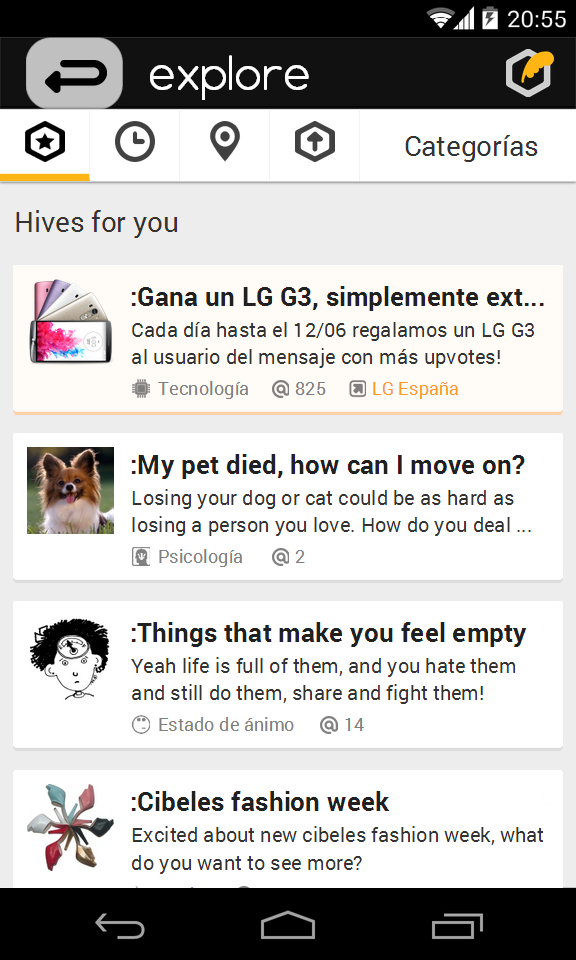 20:55
explore
Categorías
Hives for you
:Gana un LG G3, simplemente ext...
Cada día hasta el 12/06 regalamos un LG G3
al usuario del mensaje con más upvotes!
Tecnología 825 LG España
:My pet died, how can I move on?
Losing your dog or cat could be as hard as
losing a person you love. How do you deal ...
Psicología 2
:Things that make you feel empty
Yeah life is full of them, and you hate them
and still do them, share and fight them!
Estado de ánimo 14
:Cibeles fashion week
Excited about new cibeles fashion week, what
do you want to see more?